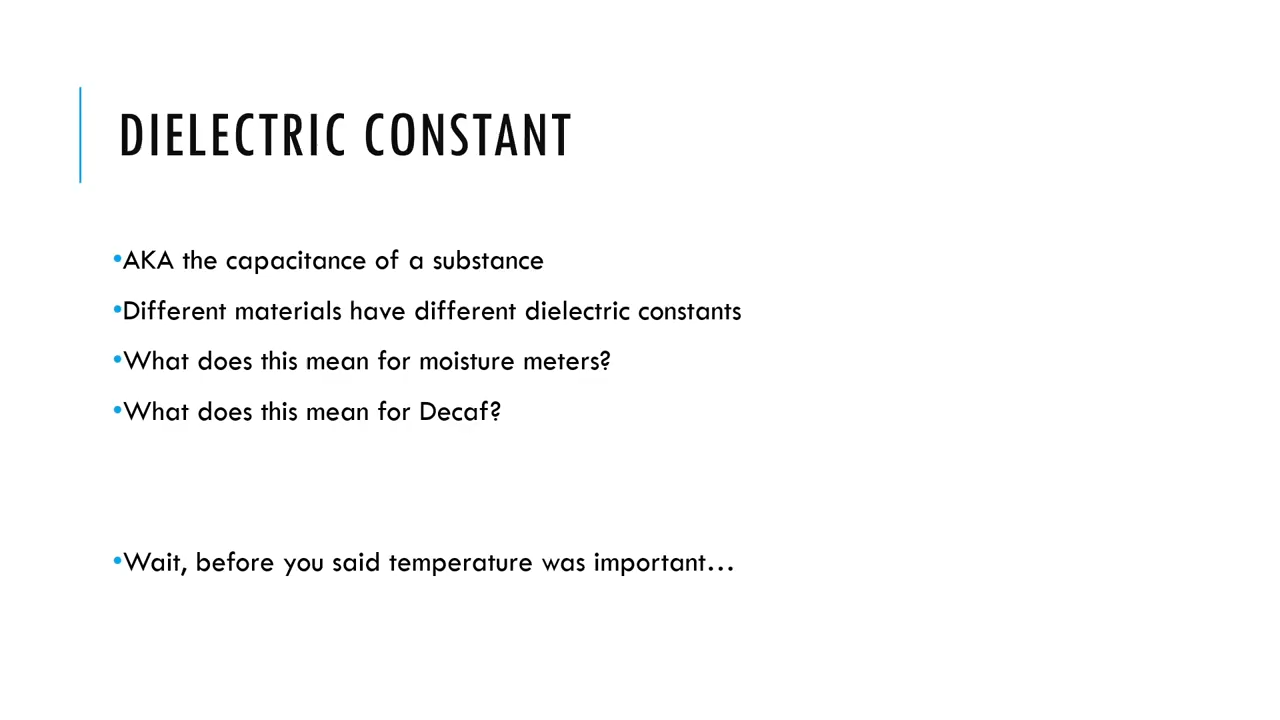 DIELECTRIC CONSTANT
•AKA the capacitance of a substance
•Different materials have different dielectric constants
•What does this mean for moisture meters?
•What does this mean for Decaf?
•Wait, before you said temperature was important…